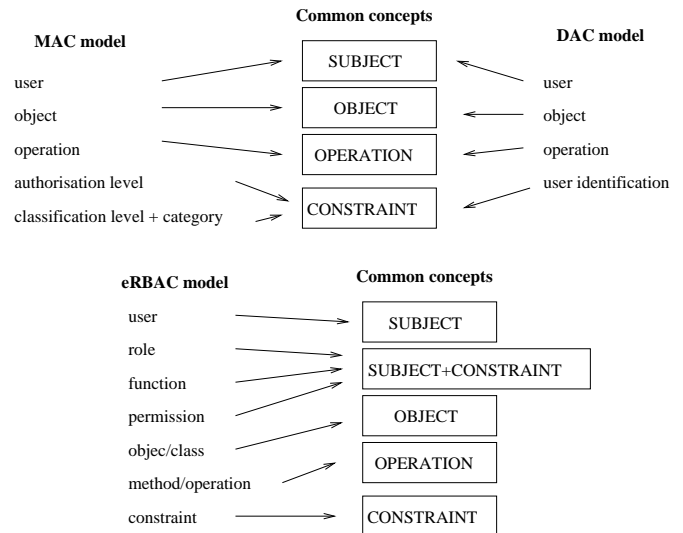 Common concepts
MAC model
DAC model
SUBJECT
user
user
OBJECT
object
object
OPERATION
operation
operation
authorisation level
user identification
CONSTRAINT
classification level + category
eRBAC model
Common concepts
user
SUBJECT
role
SUBJECT+CONSTRAINT
function
permission
OBJECT
objec/class
OPERATION
method/operation
constraint
CONSTRAINT